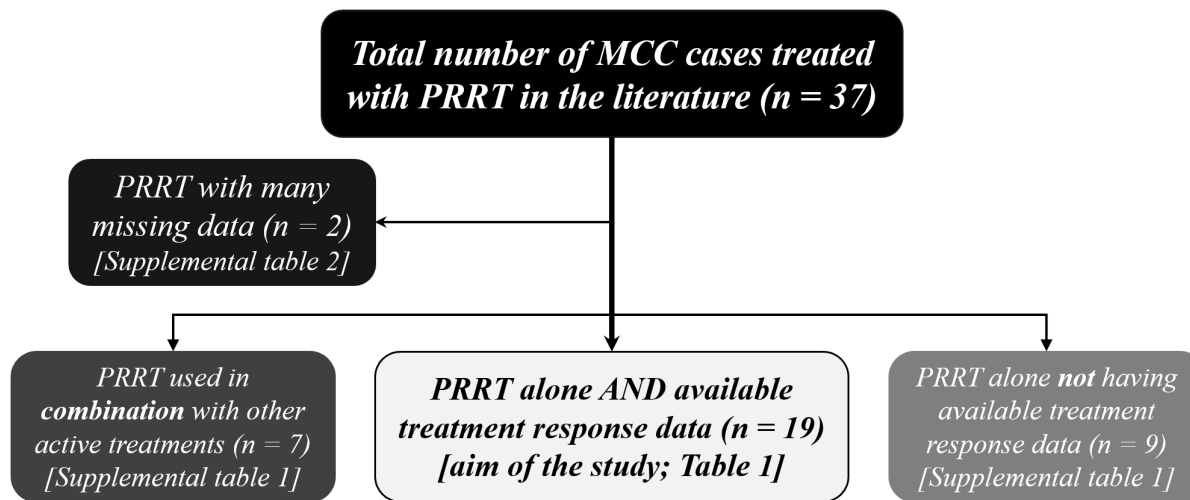 Total number of MCC cases treated
with PRRT in the literature (n = 37)
PRRT with many
missing data (n = 2)
[Supplemental table 2]
PRRT used in
combination with other
active treatments (n = 7)
[Supplemental table 1]
PRRT alone AND available
treatment response data (n = 19)
[aim of the study; Table 1]
PRRT alone not having
available treatment
response data (n = 9)
[Supplemental table 1]